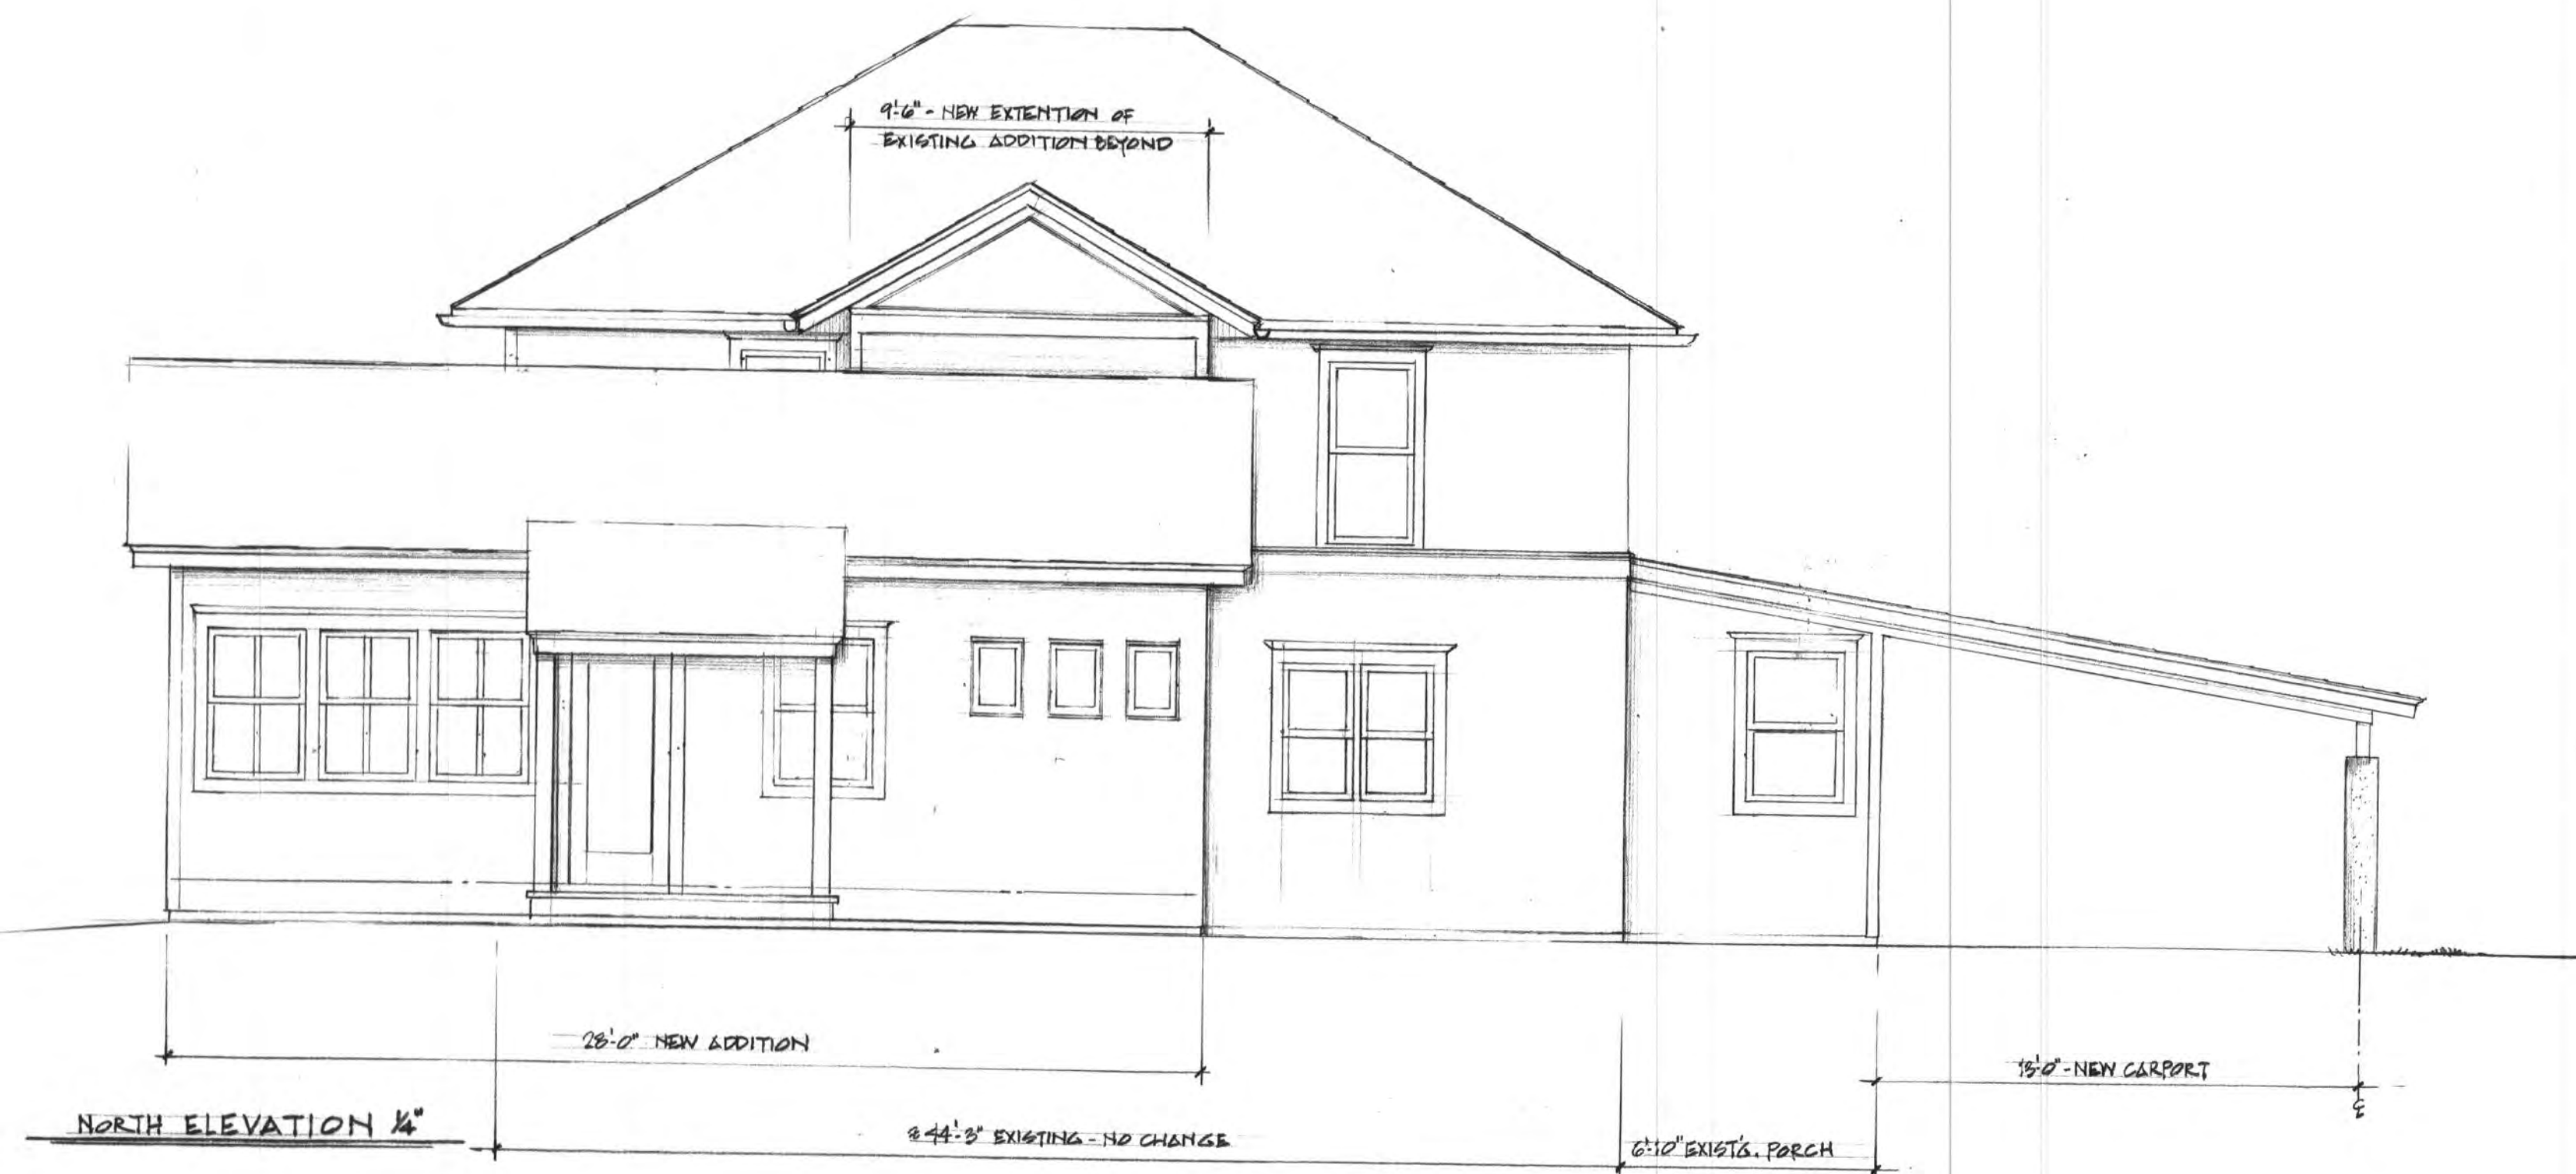 9'-6" - NEW EXTENTION OF
EXISTING ADDITION BEYOND
28'-0" NEW ADDITION
13'-0" - NEW CARPORT
℄
NORTH ELEVATION ¼"
44'-3" EXISTING - NO CHANGE
6'-10" EXIST'G. PORCH